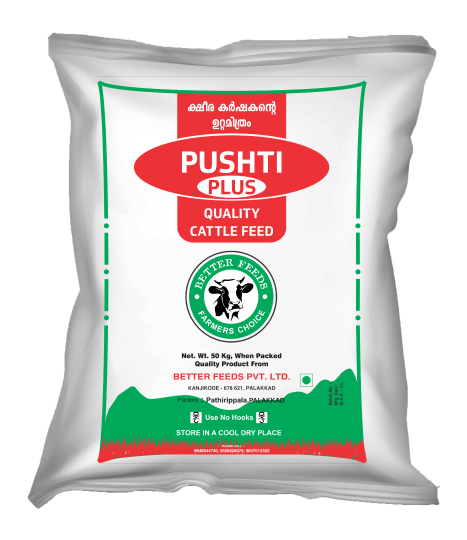 ക്ഷീര കർഷകന്റെ
ഉറ്റമിത്രം
PUSHTI
PLUS
QUALITY
CATTLE FEED
BETTER FEEDS
FARMERS CHOICE
Net. Wt. 50 Kg, When Packed
Quality Product From
BETTER FEEDS PVT. LTD.
KANJIKODE - 678 621, PALAKKAD
Factory : Pathirippala PALAKKAD
Use No Hooks
STORE IN A COOL DRY PLACE